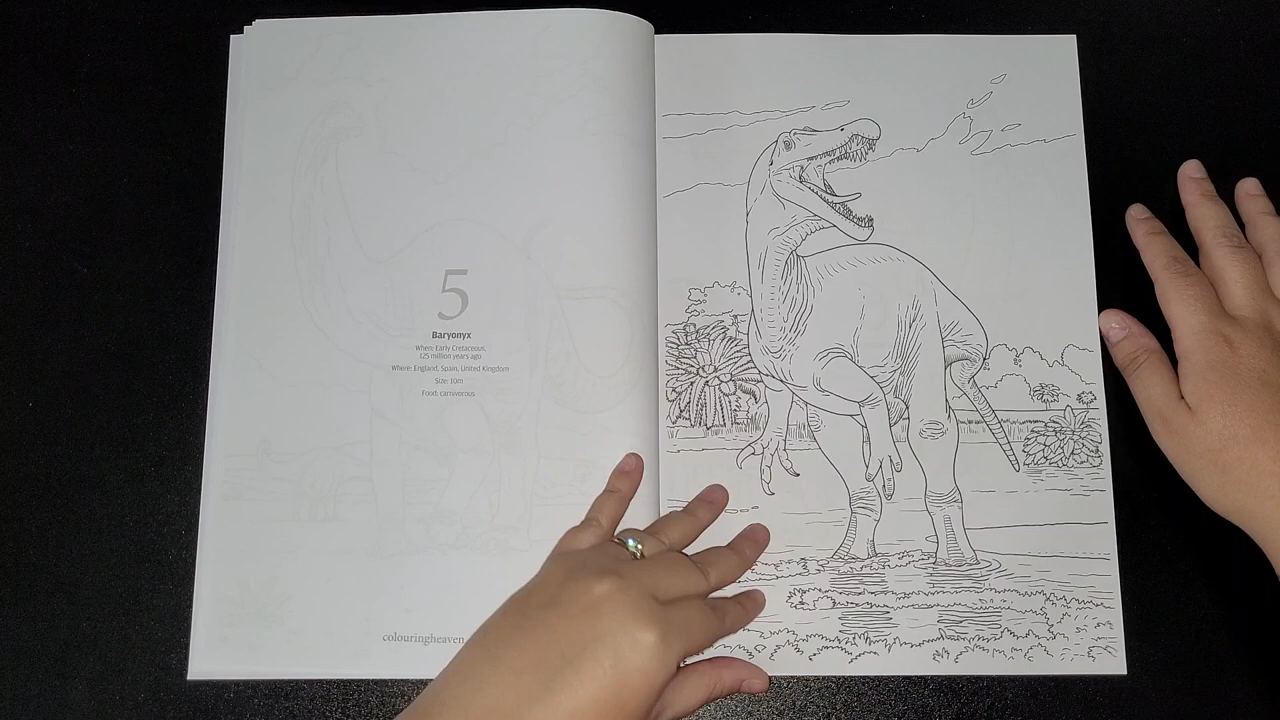 5
Baryonyx
When: Early Cretaceous,
125 million years ago
Where: England, Spain, United Kingdom
Size: 10m
Food: carnivorous
colouringheaven